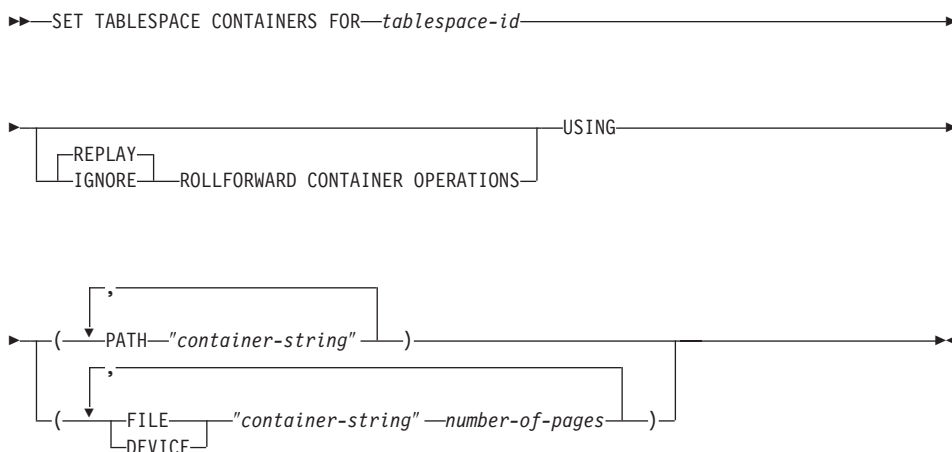 SET TABLESPACE CONTAINERS FOR tablespace-id
USING
REPLAY
IGNORE ROLLFORWARD CONTAINER OPERATIONS
,
( PATH "container-string" )
,
( FILE "container-string" number-of-pages )
DEVICE